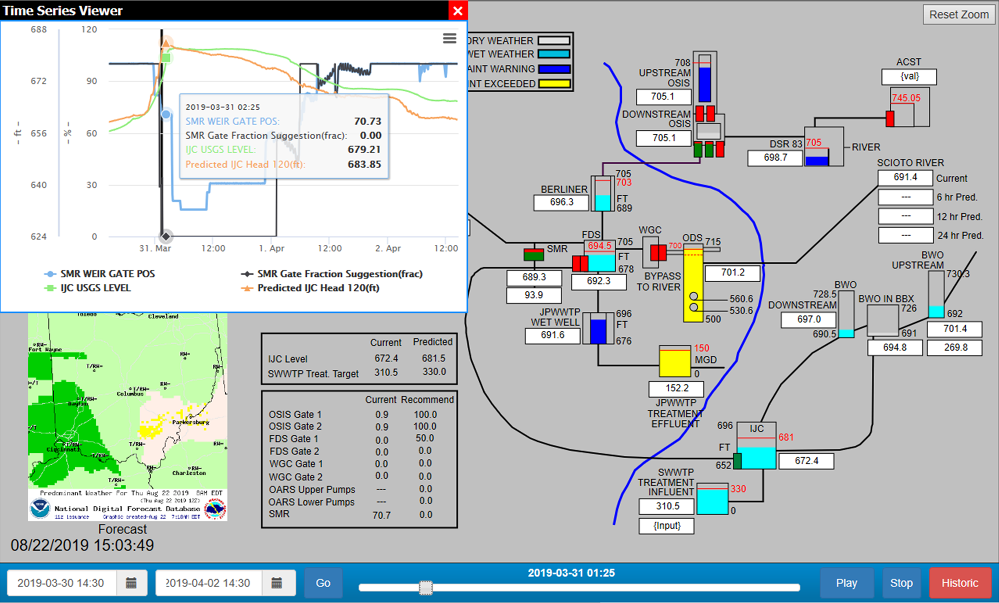 Time Series Viewer
Reset Zoom
688 120
672 90
656 60
640 30
624 0
- ft -
- % -
31. Mar 12:00 1. Apr 12:00 2. Apr 12:00
2019-03-31 02:25
SMR WEIR GATE POS: 70.73
SMR Gate Fraction Suggestion(frac): 0.00
IJC USGS LEVEL: 679.21
Predicted IJC Head 120(ft): 683.85
SMR WEIR GATE POS
SMR Gate Fraction Suggestion(frac)
IJC USGS LEVEL
Predicted IJC Head 120(ft)
DRY WEATHER
WET WEATHER
AINT WARNING
NT EXCEEDED
708
UPSTREAM
OSIS
705.1
DOWNSTREAM
OSIS
705.1
ACST
{val}
745.05
DSR 83
705
698.7
RIVER
SCIOTO RIVER
691.4 Current
--- 6 hr Pred.
--- 12 hr Pred.
--- 24 hr Pred.
BERLINER
696.3
705
703
FT
689
SMR
689.3
93.9
FDS
694.5
705
FT
678
692.3
WGC
700
BYPASS
TO RIVER
ODS
715
701.2
560.6
530.6
500
JPWWTP
WET WELL
691.6
696
FT
676
150
MGD
0
152.2
JPWWTP
TREATMENT
EFFLUENT
BWO
UPSTREAM
730.3
692
701.4
269.8
BWO
728.5
DOWNSTREAM
697.0
690.5
BWO IN BBX
726
691
694.8
696
IJC
681
FT
652
672.4
SWWTP
TREATMENT
INFLUENT
310.5
{Input}
330
0
Current Predicted
IJC Level 672.4 681.5
SWWTP Treat. Target 310.5 330.0
Current Recommend
OSIS Gate 1 0.9 100.0
OSIS Gate 2 0.9 100.0
FDS Gate 1 0.0 50.0
FDS Gate 2 0.0 0.0
WGC Gate 1 0.0 0.0
WGC Gate 2 0.0 0.0
OARS Upper Pumps --- 0.0
OARS Lower Pumps --- 0.0
SMR 70.7 0.0
Toledo
Cleveland
RW-
Fort Wayne
RW-
T/RW-
RW-
-/T
RW-
T/RW-
Columbus
T/RW-
Dayton
Parkersburg
-/T
T/RW-
Cincinnati
T/RW-
RW-
T/RW-
RW-
RW-
Charleston
T/RW-
Predominant Weather For Thu Aug 22 2019 8AM EDT
(Thu Aug 22 2019 12Z)
National Digital Forecast Database
11z issuance Graphic created-Aug 22 7:18AM EDT
Forecast
08/22/2019 15:03:49
2019-03-30 14:30
2019-04-02 14:30
Go
2019-03-31 01:25
Play
Stop
Historic